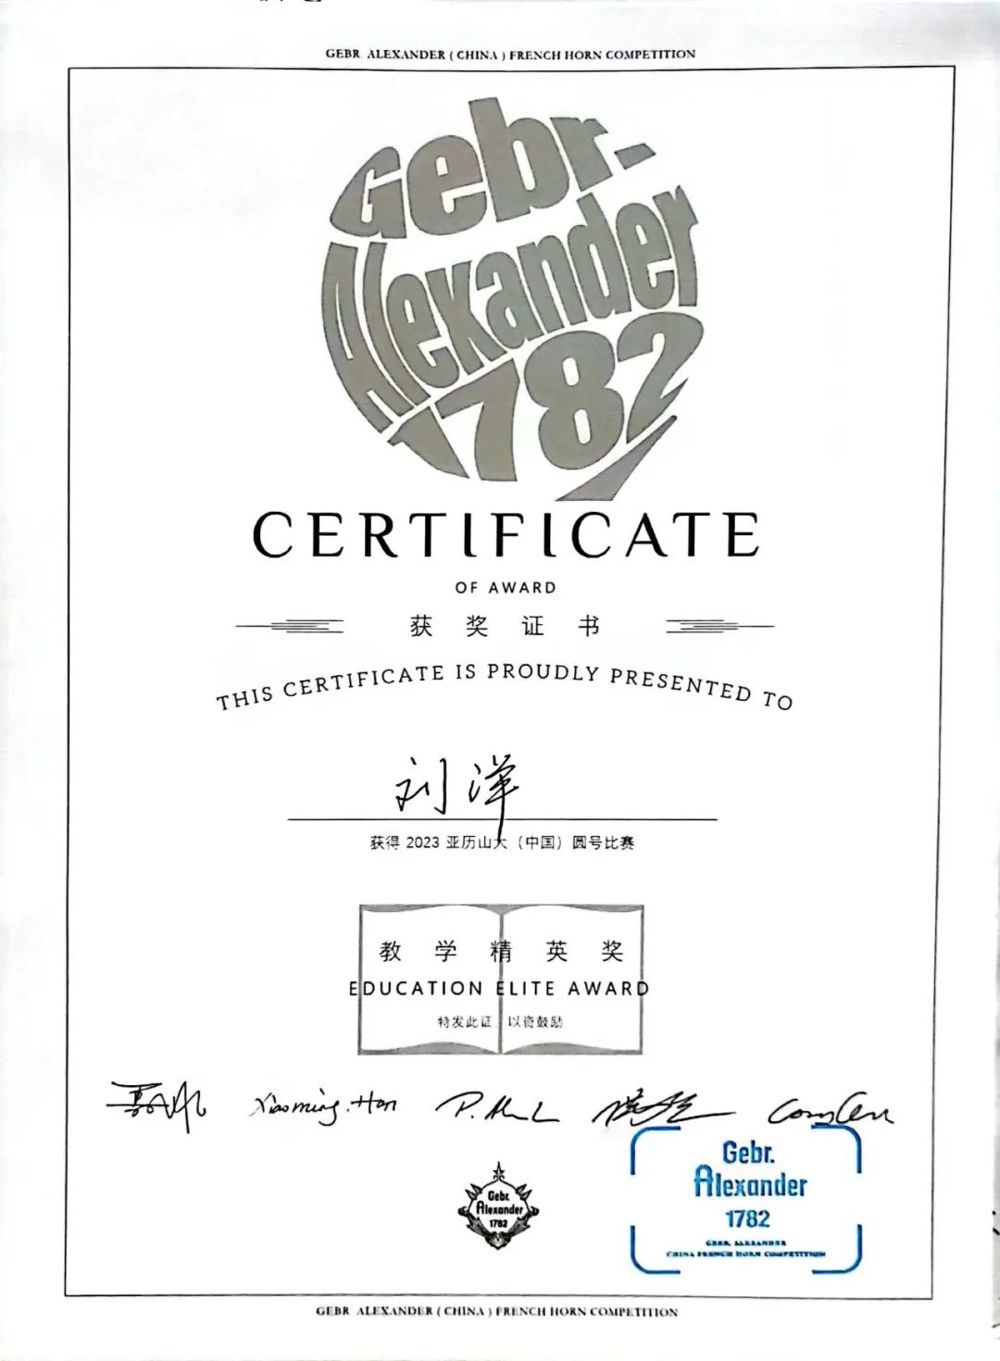 GEBR. ALEXANDER ( CHINA ) FRENCH HORN COMPETITION
Gebr-
Alexander
1782
CERTIFICATE
OF AWARD
获奖证书
THIS CERTIFICATE IS PROUDLY PRESENTED TO
刘洋
获得 2023 亚历山大（中国）圆号比赛
教学精英奖
EDUCATION ELITE AWARD
特发此证 以资鼓励
Xiaoming.Han
Gebr.
Alexander
1782
Gebr.
Alexander
1782
GEBR. ALEXANDER
CHINA FRENCH HORN COMPETITION
GEBR. ALEXANDER ( CHINA ) FRENCH HORN COMPETITION